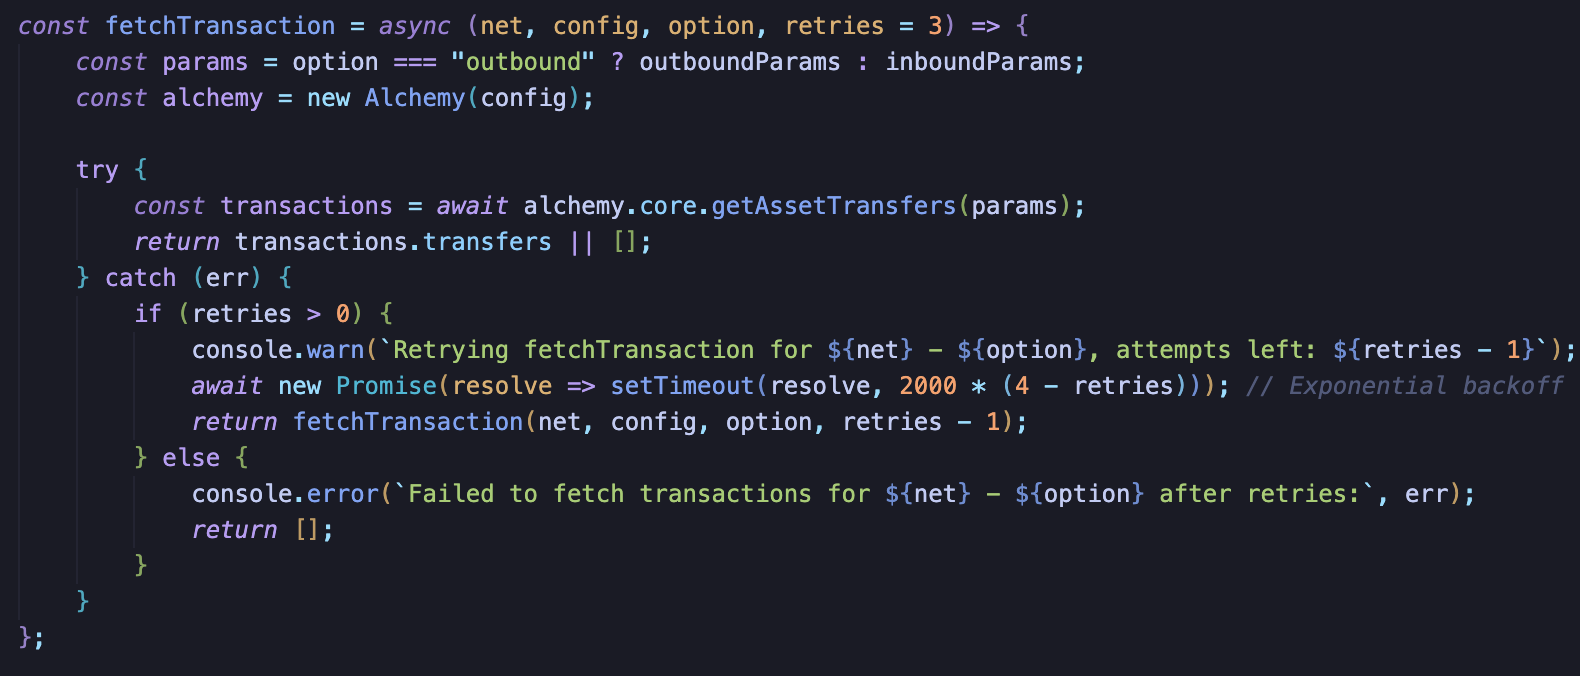 const fetchTransaction = async (net, config, option, retries = 3) => {
    const params = option === "outbound" ? outboundParams : inboundParams;
    const alchemy = new Alchemy(config);

    try {
        const transactions = await alchemy.core.getAssetTransfers(params);
        return transactions.transfers || [];
    } catch (err) {
        if (retries > 0) {
            console.warn(`Retrying fetchTransaction for ${net} - ${option}, attempts left: ${retries - 1}`);
            await new Promise(resolve => setTimeout(resolve, 2000 * (4 - retries))); // Exponential backoff
            return fetchTransaction(net, config, option, retries - 1);
        } else {
            console.error(`Failed to fetch transactions for ${net} - ${option} after retries:`, err);
            return [];
        }
    }
};